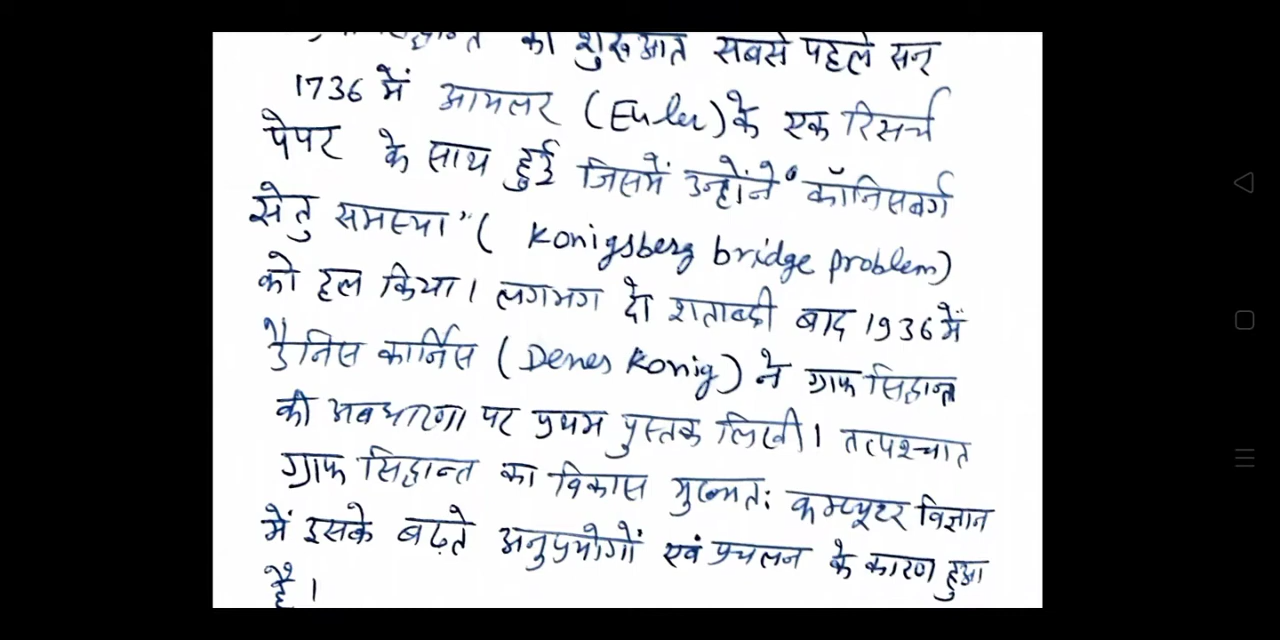 की शुरुआत सबसे पहले सन्
1736 में आयलर (Euler) के एक रिसर्च
पेपर के साथ हुई जिसमें उन्होंने "कॉनिसबर्ग
सेतु समस्या" (Konigsberg bridge problem)
को हल किया। लगभग दो शताब्दी बाद 1936 में
डैनिस कार्निस (Denes Konig) ने ग्राफ सिद्धान्त
की अवधारणा पर प्रथम पुस्तक लिखी। तत्पश्चात
ग्राफ सिद्धान्त का विकास मुख्यतः कम्प्यूटर विज्ञान
में इसके बढ़ते अनुप्रयोगों एवं प्रचलन के कारण हुआ
है।